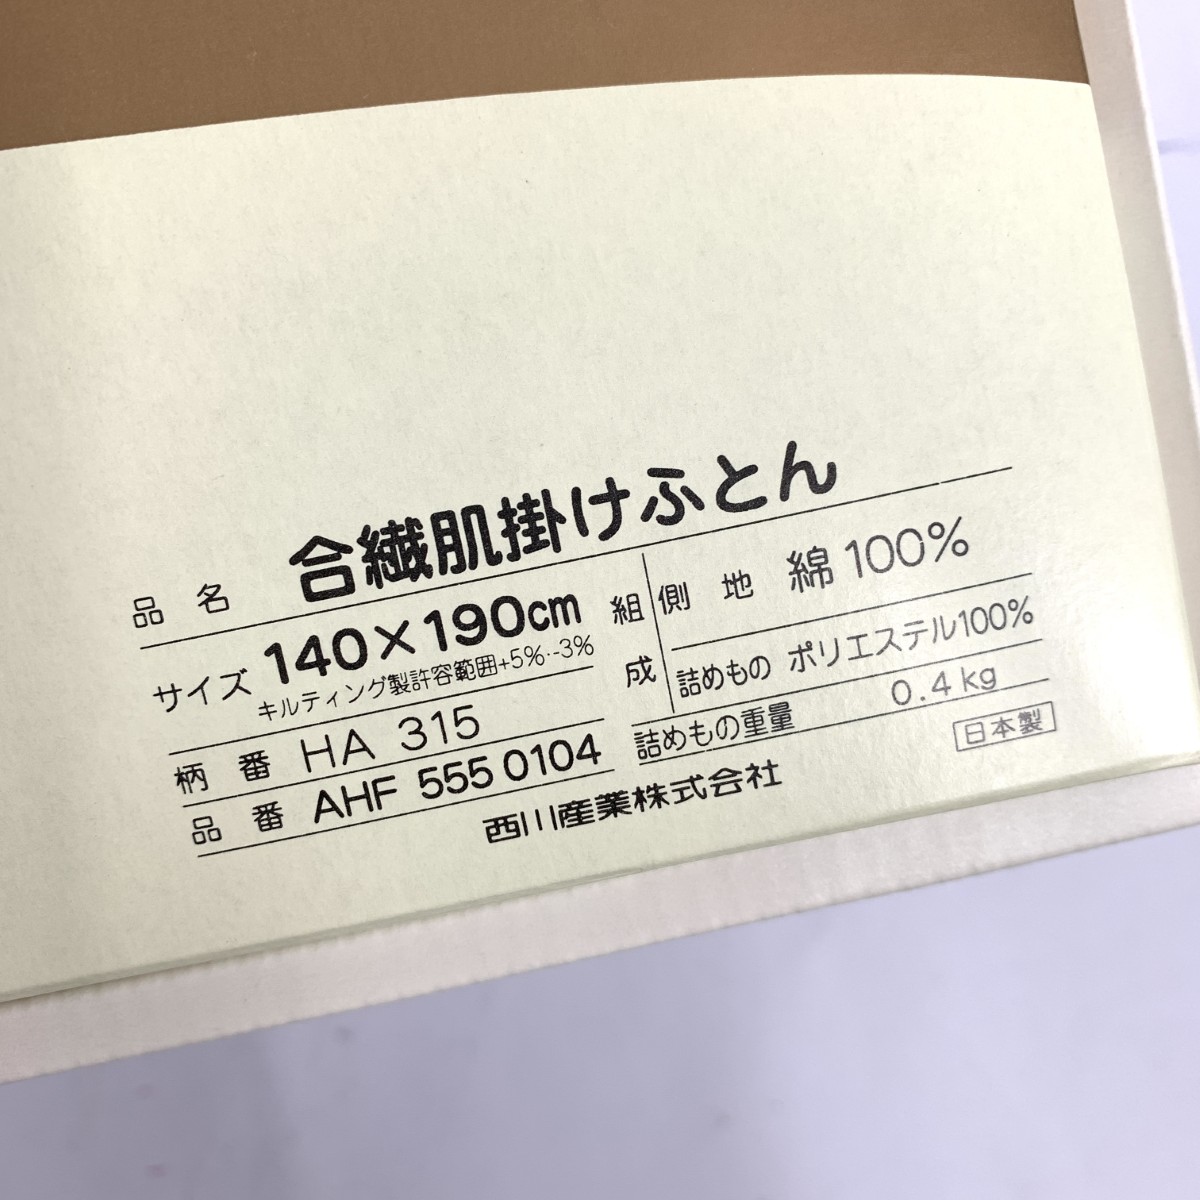 品名 合繊肌掛けふとん
サイズ 140×190cm
キルティング製許容範囲+5%‥-3%
柄番 HA 315
品番 AHF 555 0104
組成
側地 綿100%
詰めもの ポリエステル100%
詰めもの重量 0.4kg
日本製
西川産業株式会社